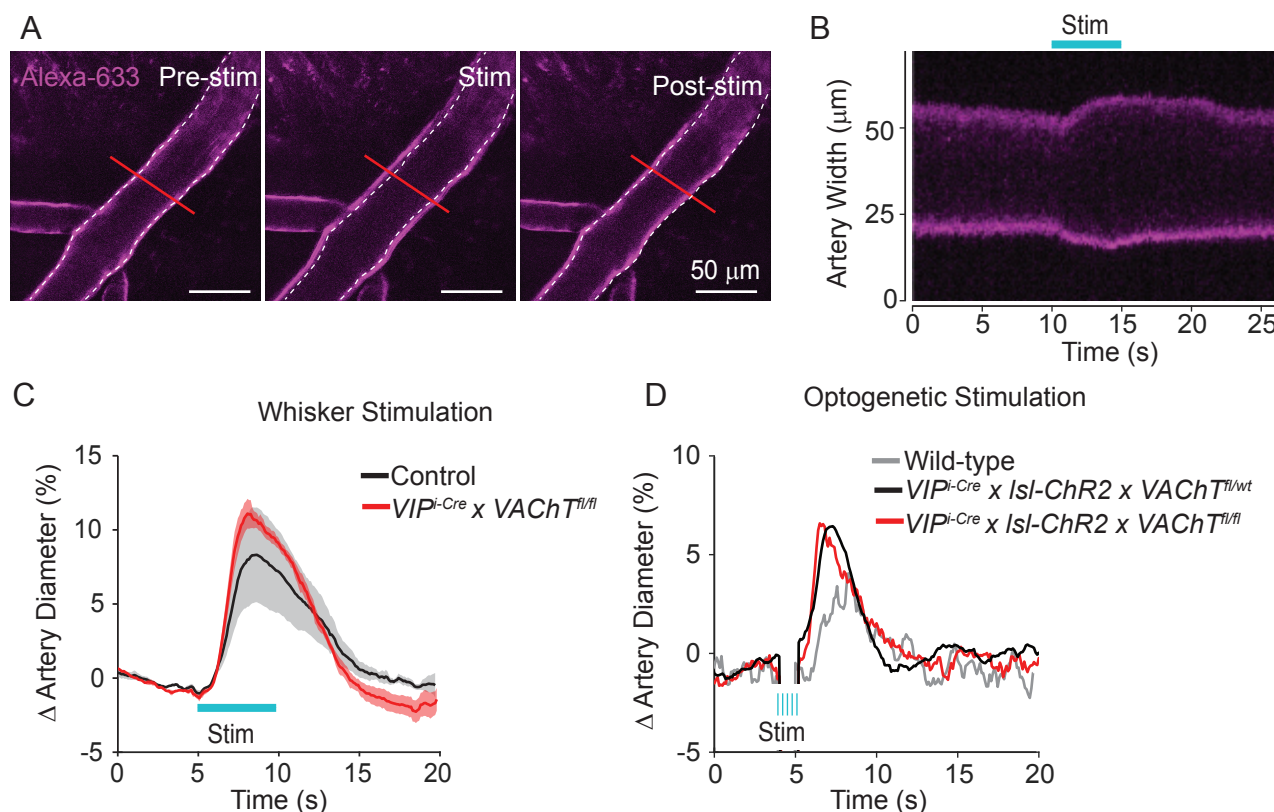 A
Alexa-633
Pre-stim
Stim
Post-stim
50 μm
B
Stim
Artery Width (μm)
50
25
0
0 5 10 15 20 25
Time (s)
C
Whisker Stimulation
Δ Artery Diameter (%)
15
10
5
0
-5
Control
VIPi-Cre x VAChTfl/fl
Stim
0 5 10 15 20
Time (s)
D
Optogenetic Stimulation
Δ Artery Diameter (%)
10
5
0
-5
Wild-type
VIPi-Cre x lsl-ChR2 x VAChTfl/wt
VIPi-Cre x lsl-ChR2 x VAChTfl/fl
Stim
0 5 10 15 20
Time (s)